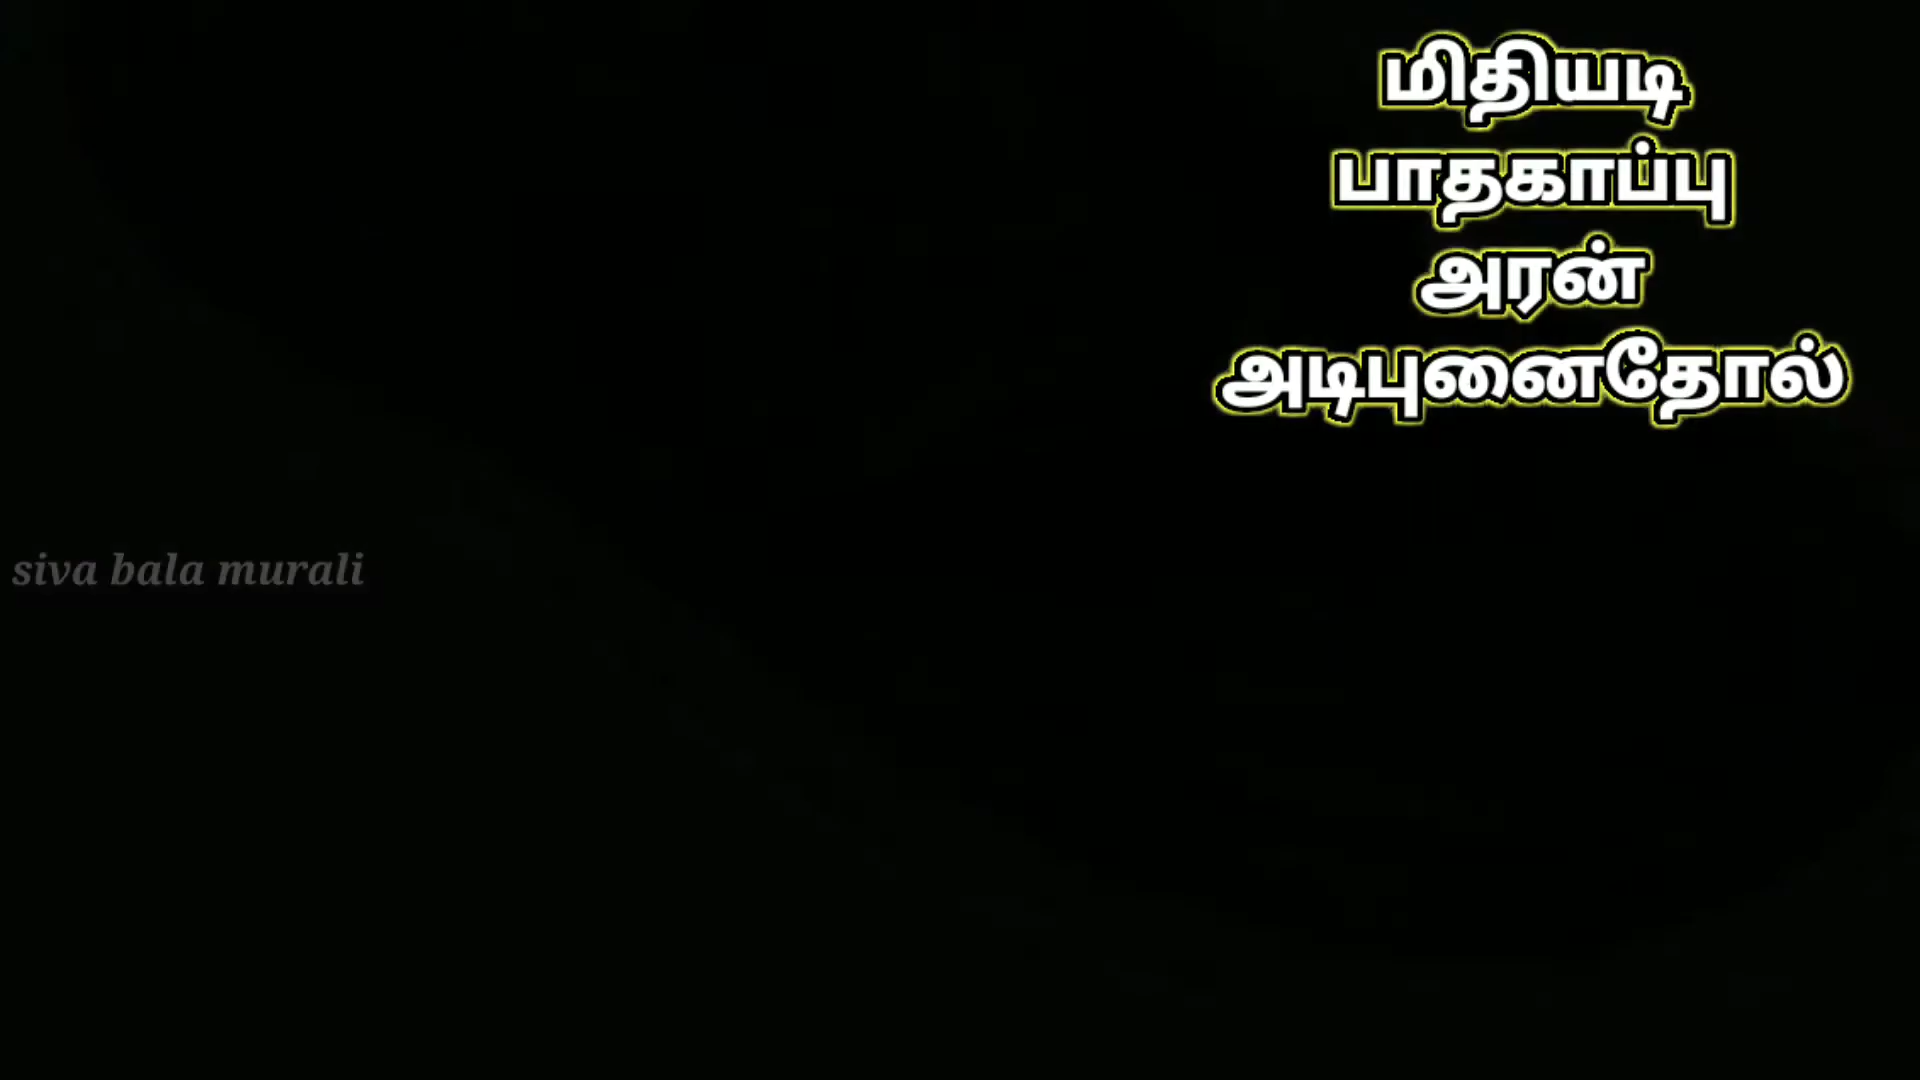 மிதியடி
பாதகாப்பு
அரன்
அடிபுனைதோல்
siva bala murali